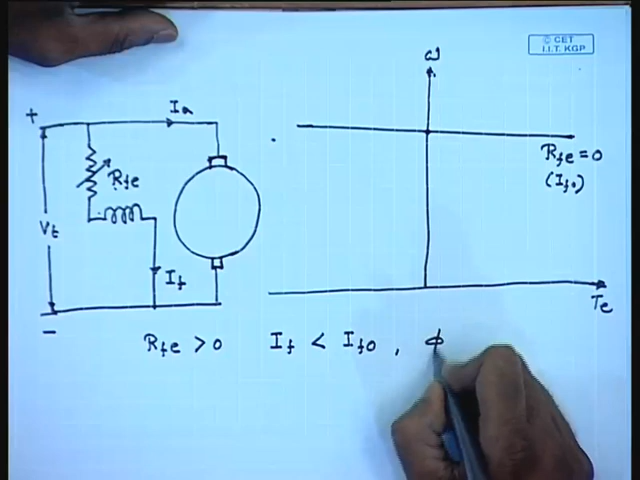 © CET
I.I.T. KGP
ω
+
Ia
Rfe = 0
(If0)
Rfe
Vt
If
Te
−
Rfe > 0 If < If0 , φ